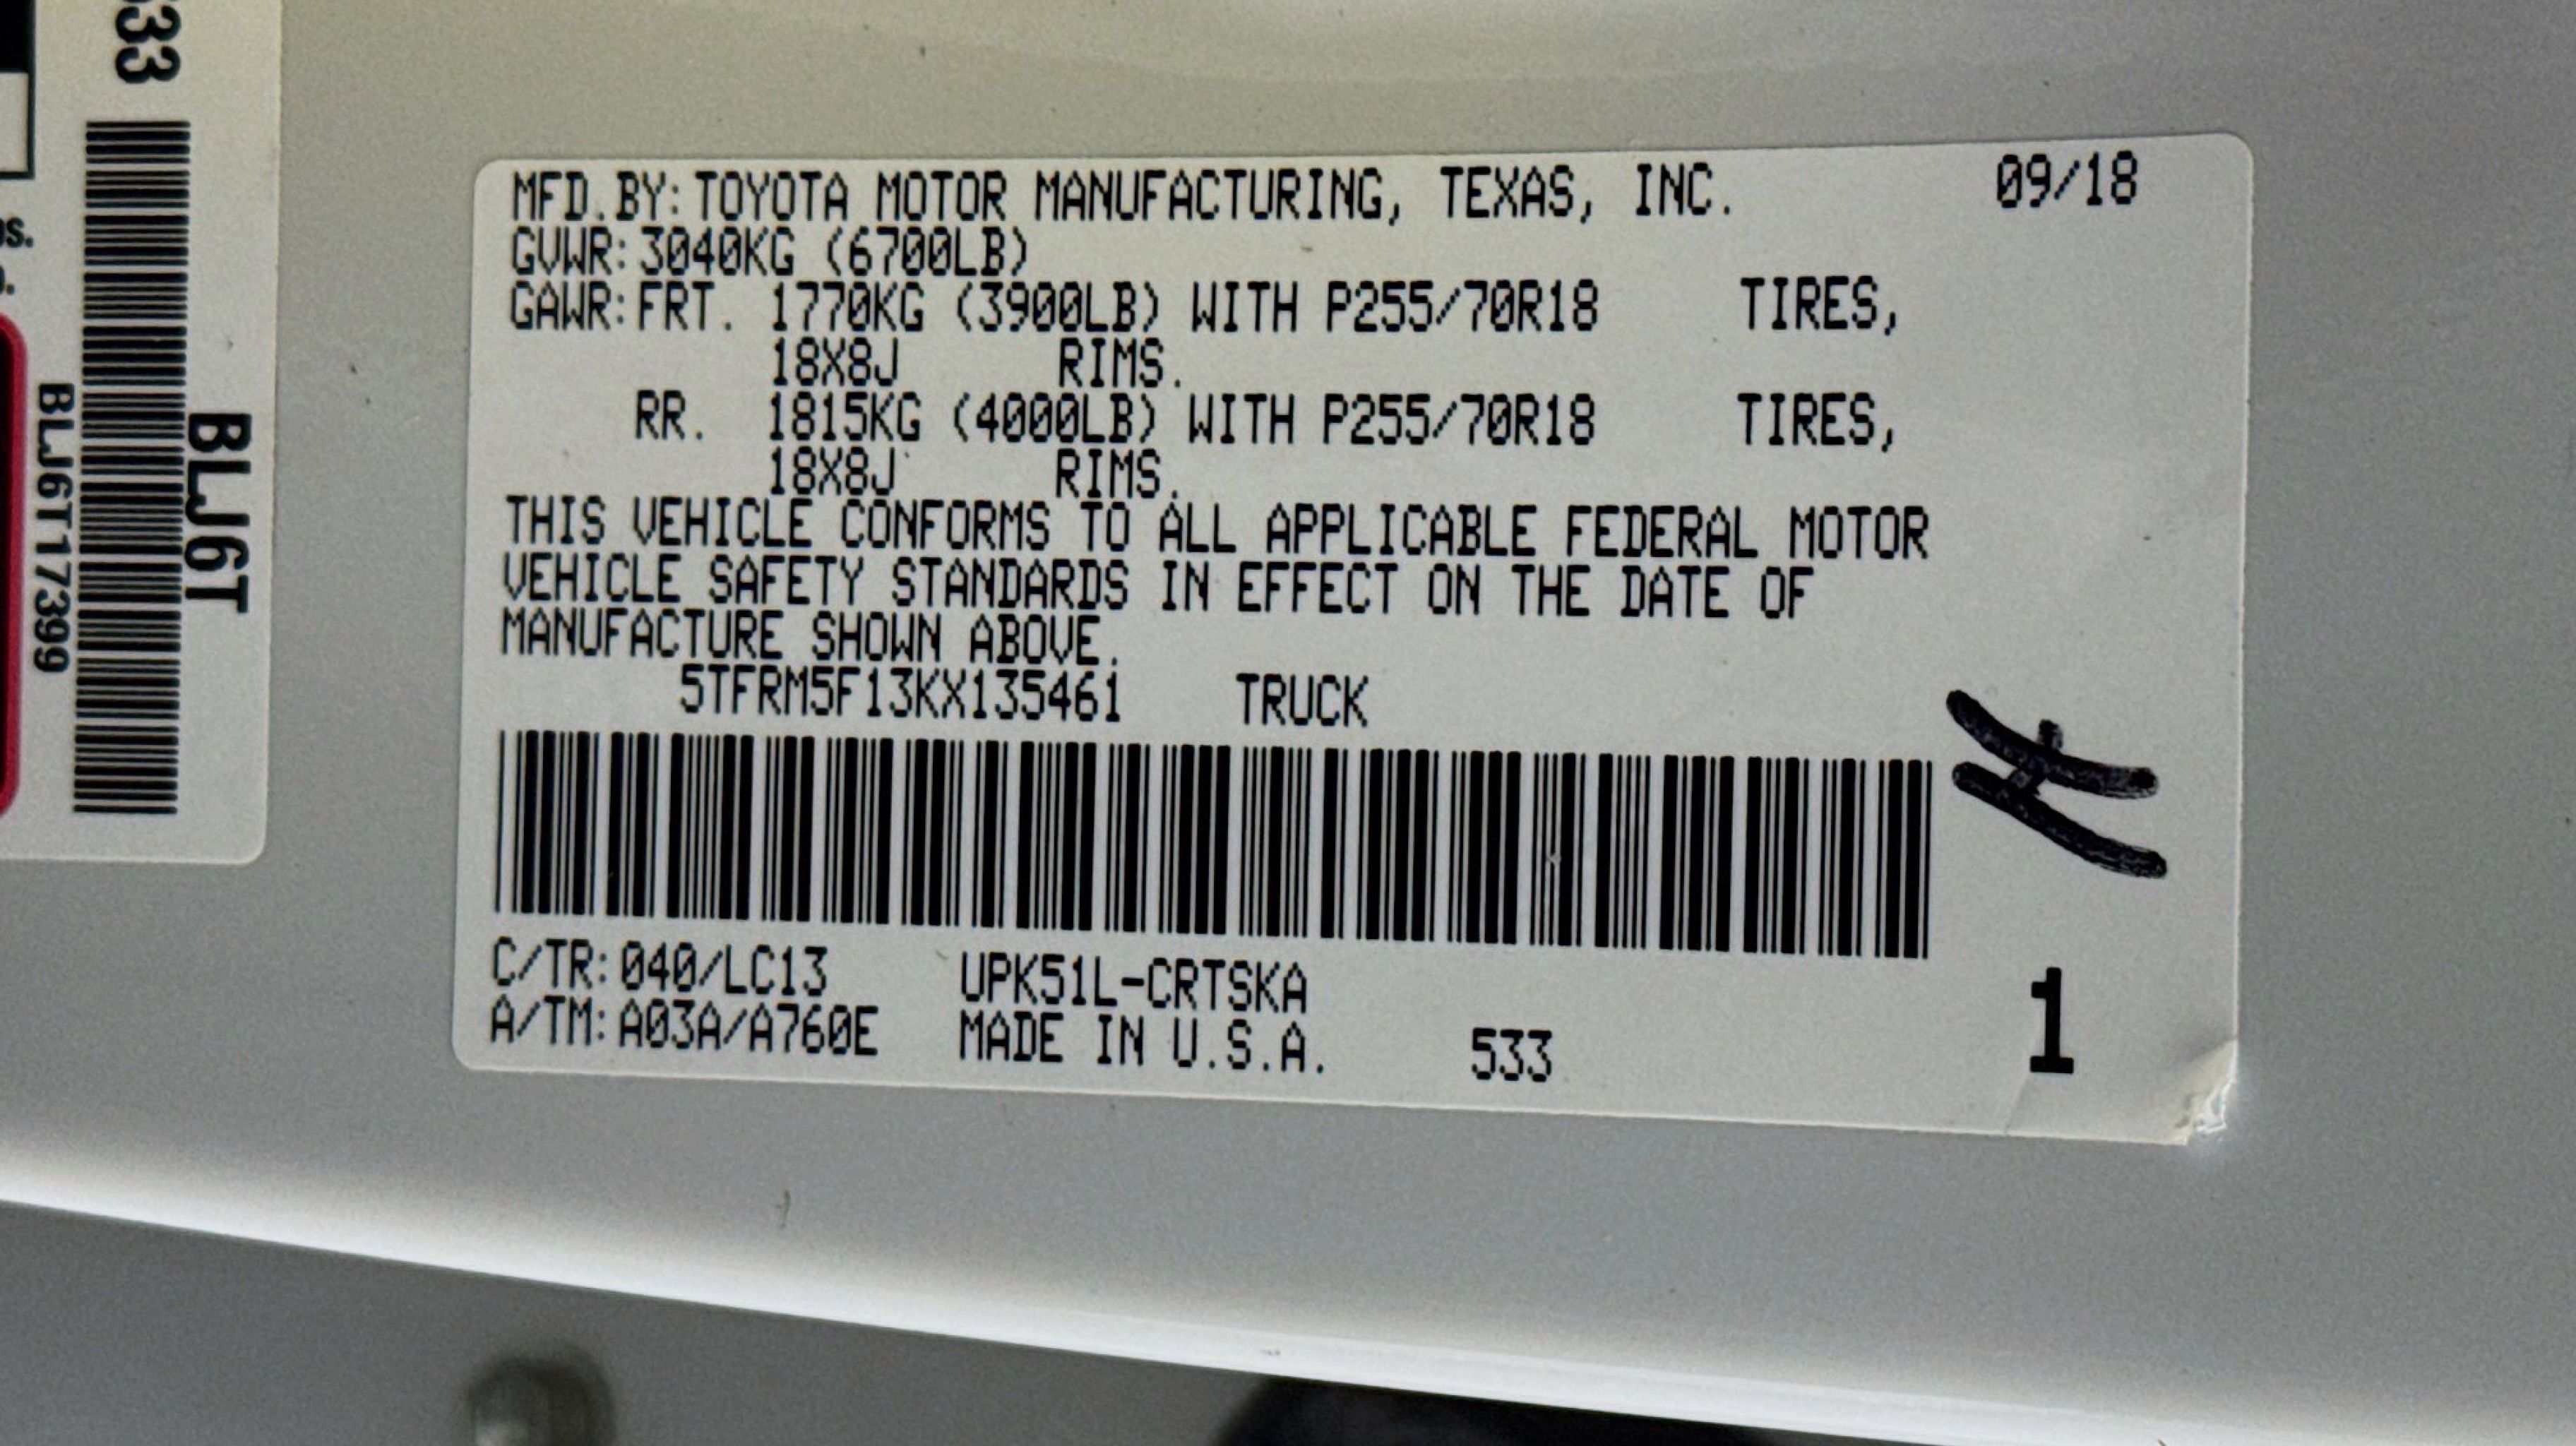 MFD.BY:TOYOTA MOTOR MANUFACTURING, TEXAS, INC. 09/18
GVWR:3040KG (6700LB)
GAWR:FRT. 1770KG (3900LB) WITH P255/70R18 TIRES,
18X8J RIMS.
RR. 1815KG (4000LB) WITH P255/70R18 TIRES,
18X8J RIMS.
THIS VEHICLE CONFORMS TO ALL APPLICABLE FEDERAL MOTOR
VEHICLE SAFETY STANDARDS IN EFFECT ON THE DATE OF
MANUFACTURE SHOWN ABOVE.
5TFRM5F13KX135461 TRUCK
C/TR:040/LC13 UPK51L-CRTSKA
A/TM:A03A/A760E MADE IN U.S.A. 533
1
BLJ6T
BLJ6T17399